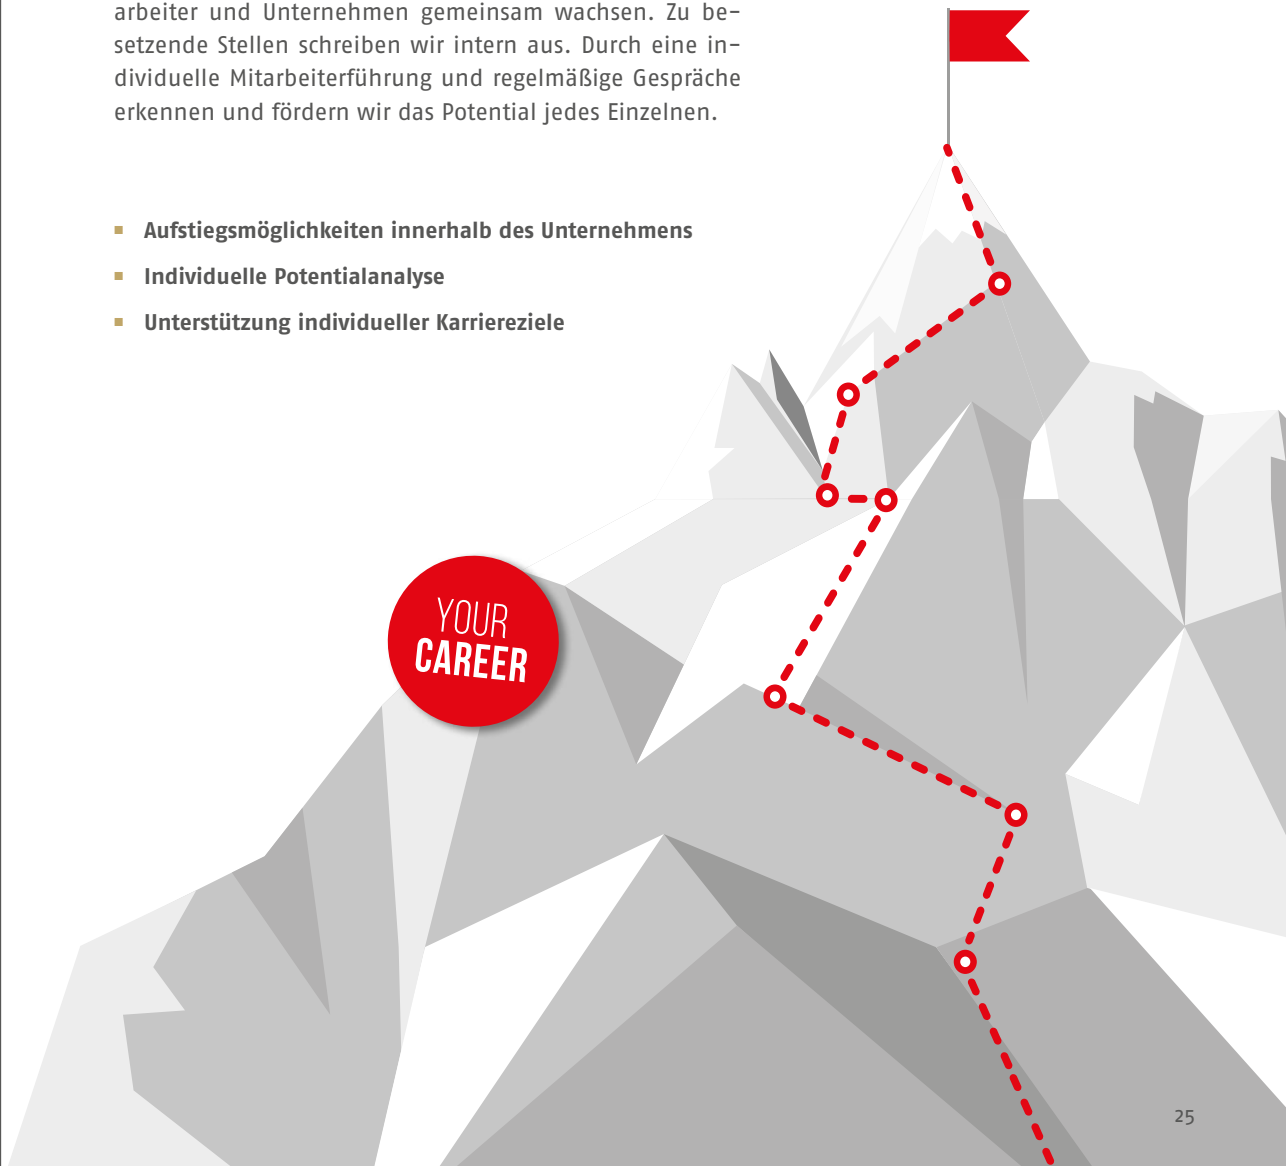 arbeiter und Unternehmen gemeinsam wachsen. Zu be-
setzende Stellen schreiben wir intern aus. Durch eine in-
dividuelle Mitarbeiterführung und regelmäßige Gespräche
erkennen und fördern wir das Potential jedes Einzelnen.
▪ Aufstiegsmöglichkeiten innerhalb des Unternehmens
▪ Individuelle Potentialanalyse
▪ Unterstützung individueller Karriereziele
YOUR
CAREER
25